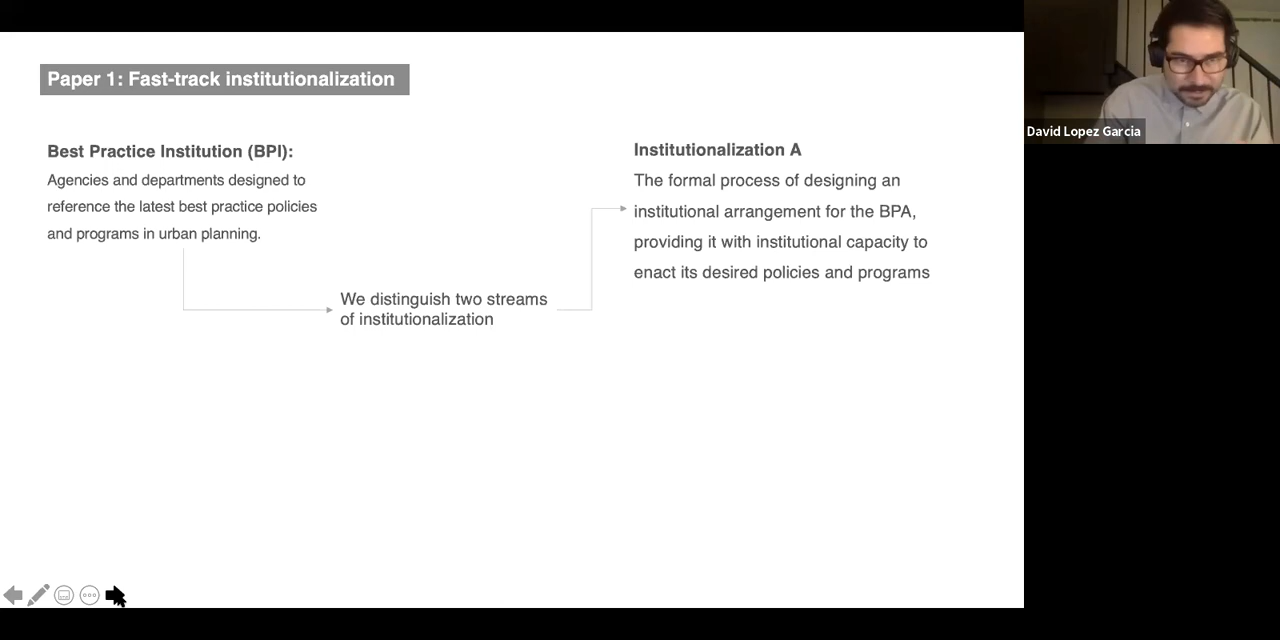 Paper 1: Fast-track institutionalization
Best Practice Institution (BPI):
Agencies and departments designed to
reference the latest best practice policies
and programs in urban planning.
We distinguish two streams
of institutionalization
Institutionalization A
The formal process of designing an
institutional arrangement for the BPA,
providing it with institutional capacity to
enact its desired policies and programs
David Lopez Garcia